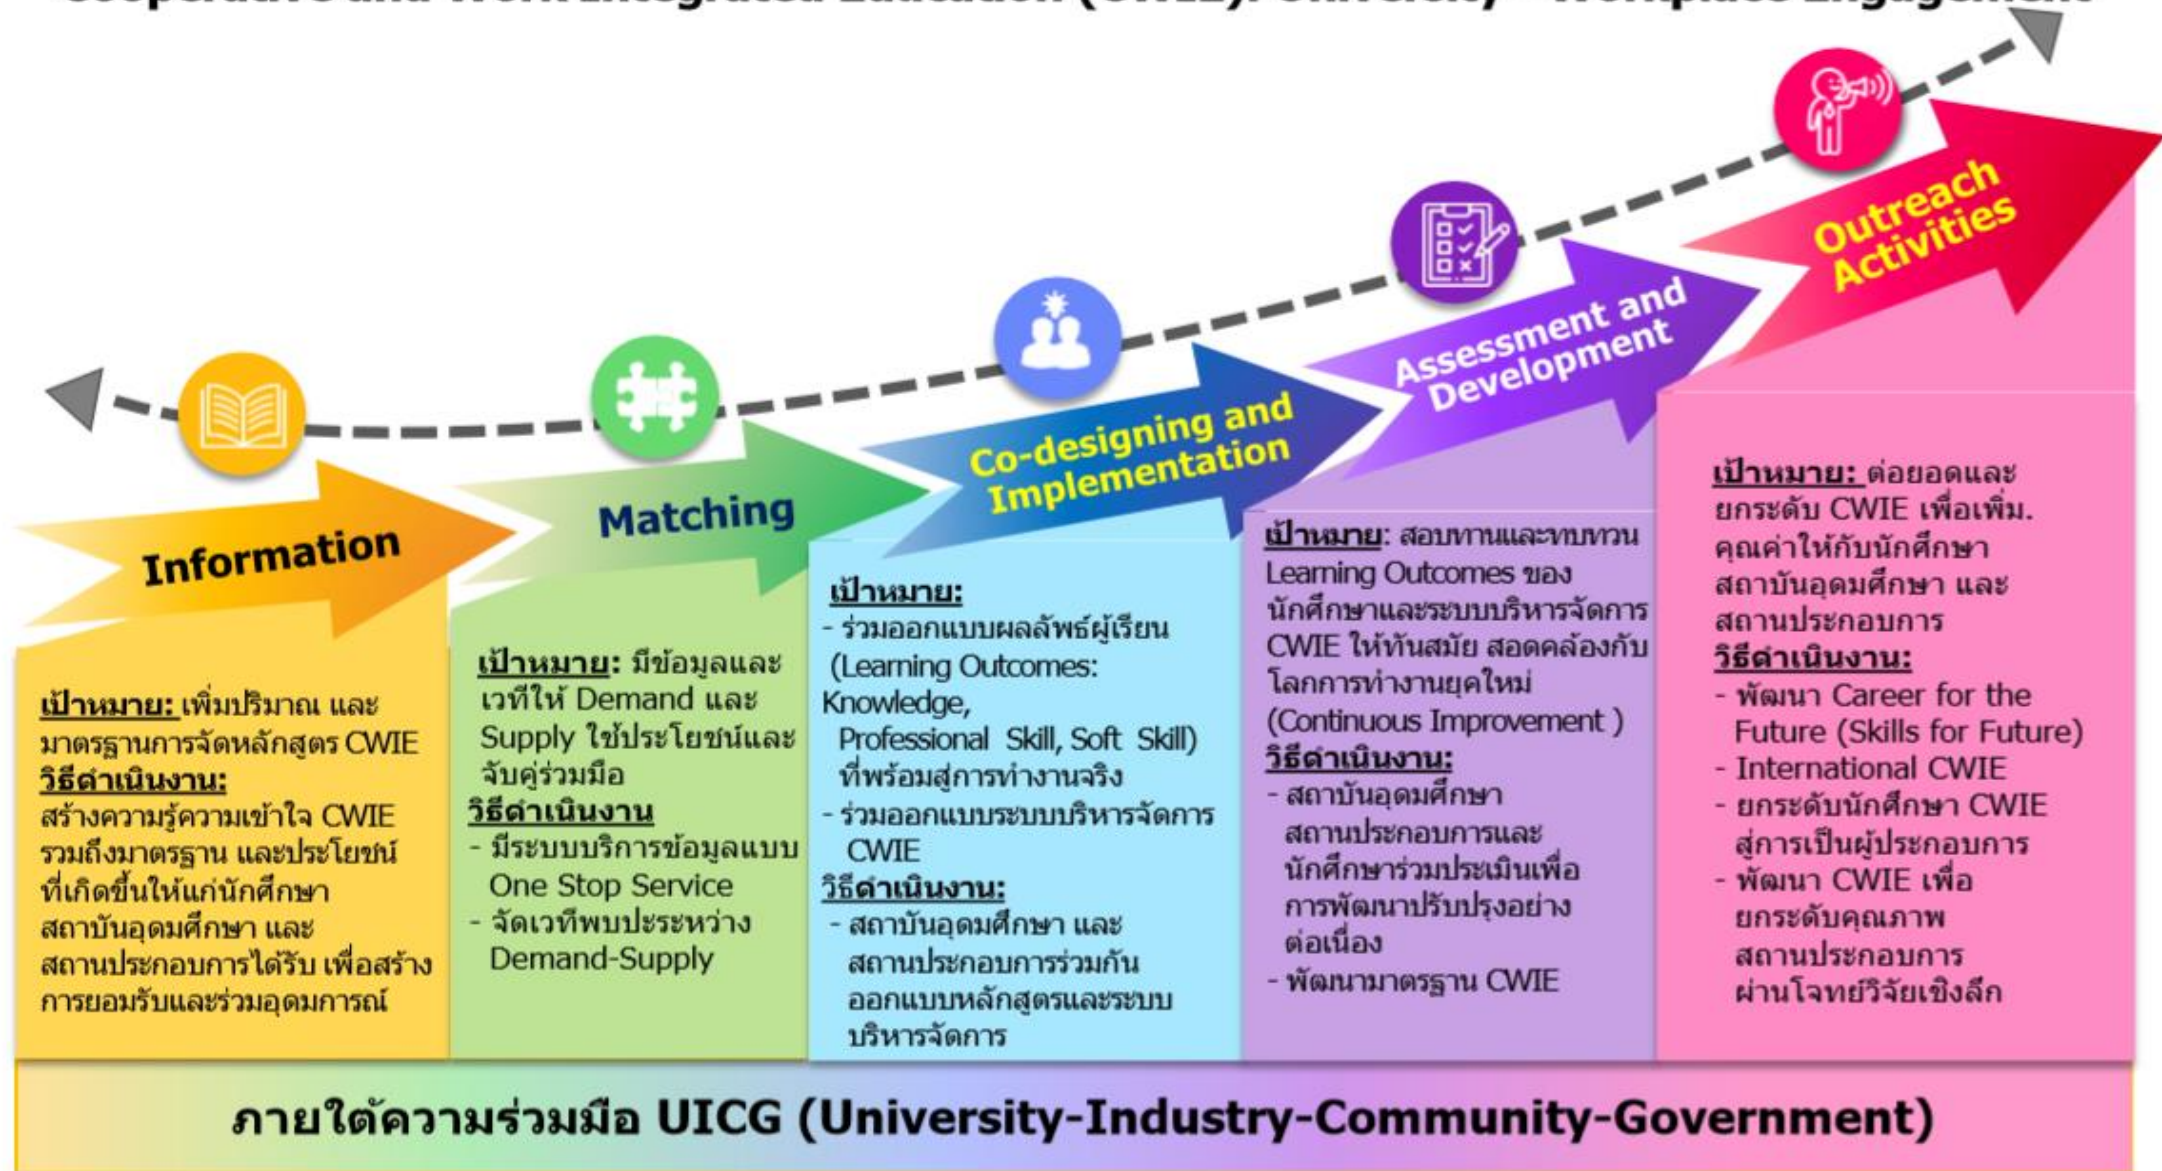 Cooperative and Work Integrated Education (CWIE): University - Workplace Engagement
Information
เป้าหมาย: เพิ่มปริมาณ และ
มาตรฐานการจัดหลักสูตร CWIE
วิธีดำเนินงาน:
สร้างความรู้ความเข้าใจ CWIE
รวมถึงมาตรฐาน และประโยชน์
ที่เกิดขึ้นให้แก่นักศึกษา
สถาบันอุดมศึกษา และ
สถานประกอบการได้รับ เพื่อสร้าง
การยอมรับและร่วมอุดมการณ์
Matching
เป้าหมาย: มีข้อมูลและ
เวทีให้ Demand และ
Supply ใช้ประโยชน์และ
จับคู่ร่วมมือ
วิธีดำเนินงาน
- มีระบบบริการข้อมูลแบบ
One Stop Service
- จัดเวทีพบปะระหว่าง
Demand-Supply
Co-designing and
Implementation
เป้าหมาย:
- ร่วมออกแบบผลลัพธ์ผู้เรียน
(Learning Outcomes:
Knowledge,
Professional Skill, Soft Skill)
ที่พร้อมสู่การทำงานจริง
- ร่วมออกแบบระบบบริหารจัดการ
CWIE
วิธีดำเนินงาน:
- สถาบันอุดมศึกษา และ
สถานประกอบการร่วมกัน
ออกแบบหลักสูตรและระบบ
บริหารจัดการ
Assessment and
Development
เป้าหมาย: สอบทานและทบทวน
Learning Outcomes ของ
นักศึกษาและระบบบริหารจัดการ
CWIE ให้ทันสมัย สอดคล้องกับ
โลกการทำงานยุคใหม่
(Continuous Improvement )
วิธีดำเนินงาน:
- สถาบันอุดมศึกษา
สถานประกอบการและ
นักศึกษาร่วมประเมินเพื่อ
การพัฒนาปรับปรุงอย่าง
ต่อเนื่อง
- พัฒนามาตรฐาน CWIE
Outreach
Activities
เป้าหมาย: ต่อยอดและ
ยกระดับ CWIE เพื่อเพิ่ม.
คุณค่าให้กับนักศึกษา
สถาบันอุดมศึกษา และ
สถานประกอบการ
วิธีดำเนินงาน:
- พัฒนา Career for the
Future (Skills for Future)
- International CWIE
- ยกระดับนักศึกษา CWIE
สู่การเป็นผู้ประกอบการ
- พัฒนา CWIE เพื่อ
ยกระดับคุณภาพ
สถานประกอบการ
ผ่านโจทย์วิจัยเชิงลึก
ภายใต้ความร่วมมือ UICG (University-Industry-Community-Government)